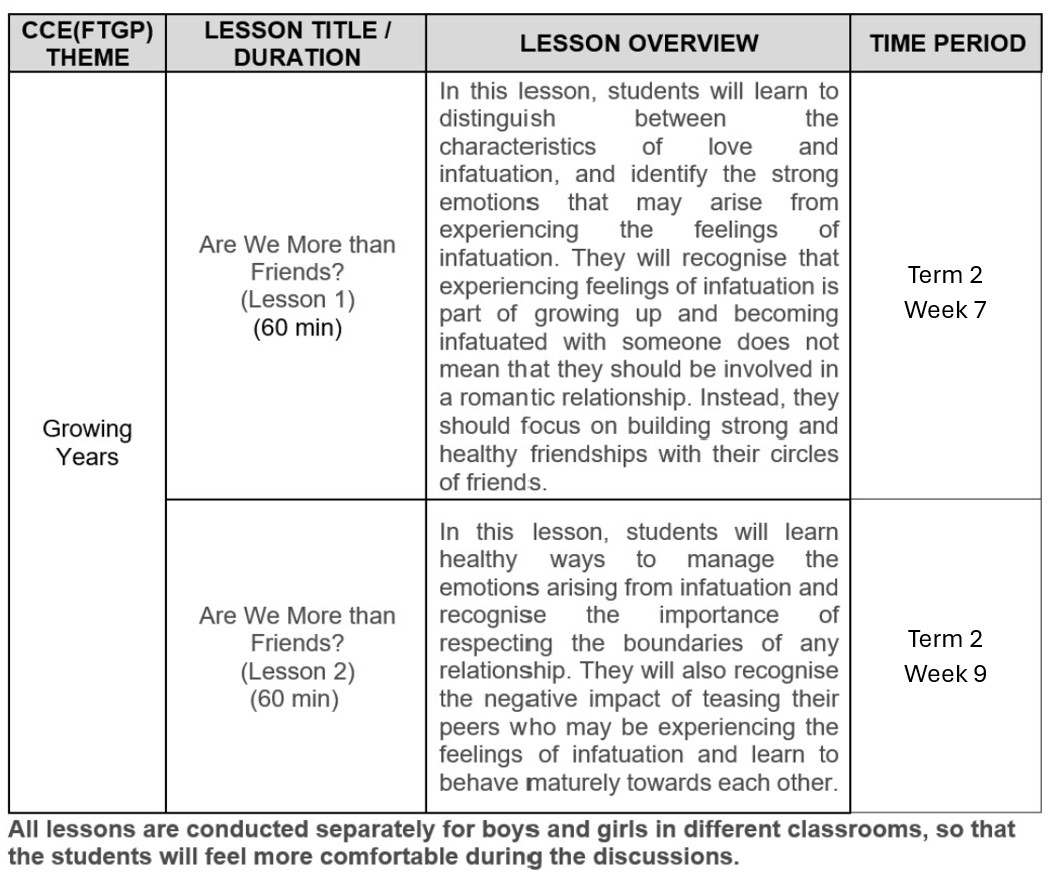 CCE(FTGP)
THEME
LESSON TITLE /
DURATION
LESSON OVERVIEW
TIME PERIOD
Growing
Years
Are We More than
Friends?
(Lesson 1)
(60 min)
In this lesson, students will learn to
distinguish between the
characteristics of love and
infatuation, and identify the strong
emotions that may arise from
experiencing the feelings of
infatuation. They will recognise that
experiencing feelings of infatuation is
part of growing up and becoming
infatuated with someone does not
mean that they should be involved in
a romantic relationship. Instead, they
should focus on building strong and
healthy friendships with their circles
of friends.
Term 2
Week 7
Are We More than
Friends?
(Lesson 2)
(60 min)
In this lesson, students will learn
healthy ways to manage the
emotions arising from infatuation and
recognise the importance of
respecting the boundaries of any
relationship. They will also recognise
the negative impact of teasing their
peers who may be experiencing the
feelings of infatuation and learn to
behave maturely towards each other.
Term 2
Week 9
All lessons are conducted separately for boys and girls in different classrooms, so that
the students will feel more comfortable during the discussions.